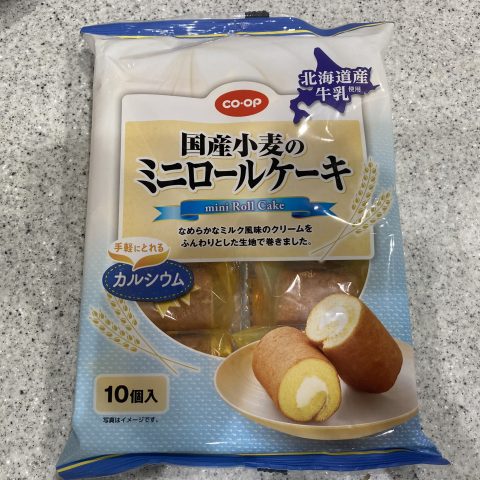 北海道産
牛乳使用
CO・OP
国産小麦の
ミニロールケーキ
mini Roll Cake
なめらかなミルク風味のクリームを
ふんわりとした生地で巻きました。
手軽にとれる
カルシウム
10個入
写真はイメージです。